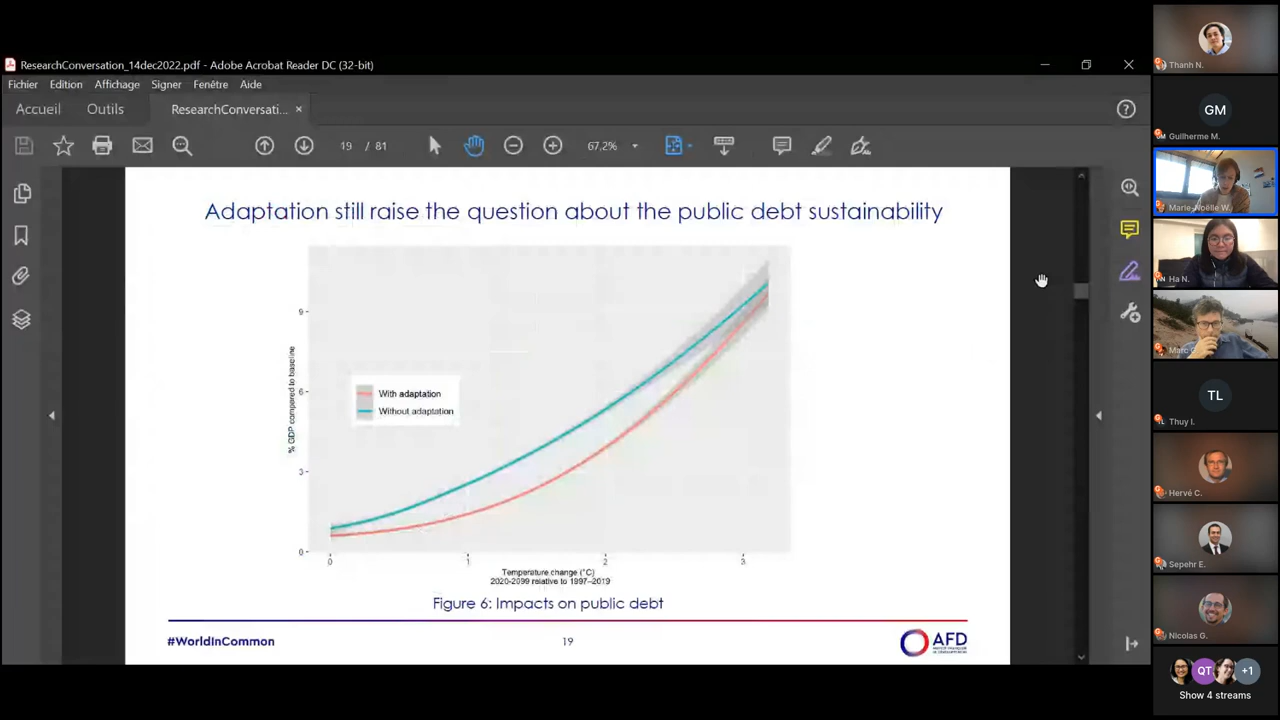 ResearchConversation_14dec2022.pdf - Adobe Acrobat Reader DC (32-bit)
Fichier Edition Affichage Signer Fenêtre Aide
Accueil Outils ResearchConversati... ×
19 / 81 67,2%
Adaptation still raise the question about the public debt sustainability
9
6
3
0
% GDP compared to baseline
With adaptation
Without adaptation
0 1 2 3
Temperature change (°C)
2020-2099 relative to 1997–2019
Figure 6: Impacts on public debt
#WorldInCommon
19
AFD
Thanh N.
GM
Guilherme M.
Marie-Noëlle W.
Ha N.
Marc
TL
Thuy I.
Hervé C.
Sepehr E.
Nicolas G.
QT
+1
Show 4 streams